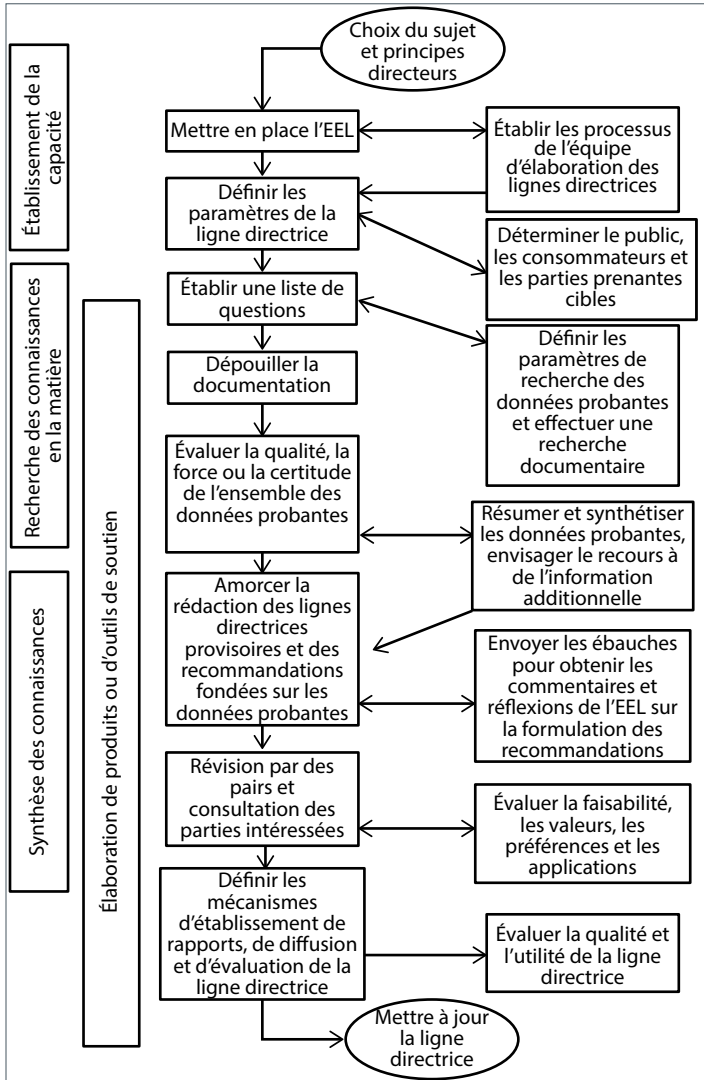 Choix du sujet
et principes
directeurs
Établissement de la
capacité
Mettre en place l’EEL
Établir les processus
de l’équipe
d’élaboration des
lignes directrices
Définir les
paramètres de la
ligne directrice
Déterminer le public,
les consommateurs et
les parties prenantes
cibles
Recherche des connaissances
en la matière
Établir une liste de
questions
Définir les
paramètres de
recherche des
données probantes
et effectuer une
recherche
documentaire
Dépouiller la
documentation
Évaluer la qualité, la
force ou la certitude
de l’ensemble des
données probantes
Résumer et synthétiser
les données probantes,
envisager le recours à
de l’information
additionnelle
Synthèse des connaissances
Élaboration de produits ou d’outils de soutien
Amorcer la
rédaction des lignes
directrices
provisoires et des
recommandations
fondées sur les
données probantes
Envoyer les ébauches
pour obtenir les
commentaires et
réflexions de l’EEL sur
la formulation des
recommandations
Révision par des
pairs et
consultation des
parties intéressées
Évaluer la faisabilité,
les valeurs, les
préférences et les
applications
Définir les
mécanismes
d’établissement de
rapports, de diffusion
et d’évaluation de la
ligne directrice
Évaluer la qualité et
l’utilité de la ligne
directrice
Mettre à jour
la ligne
directrice